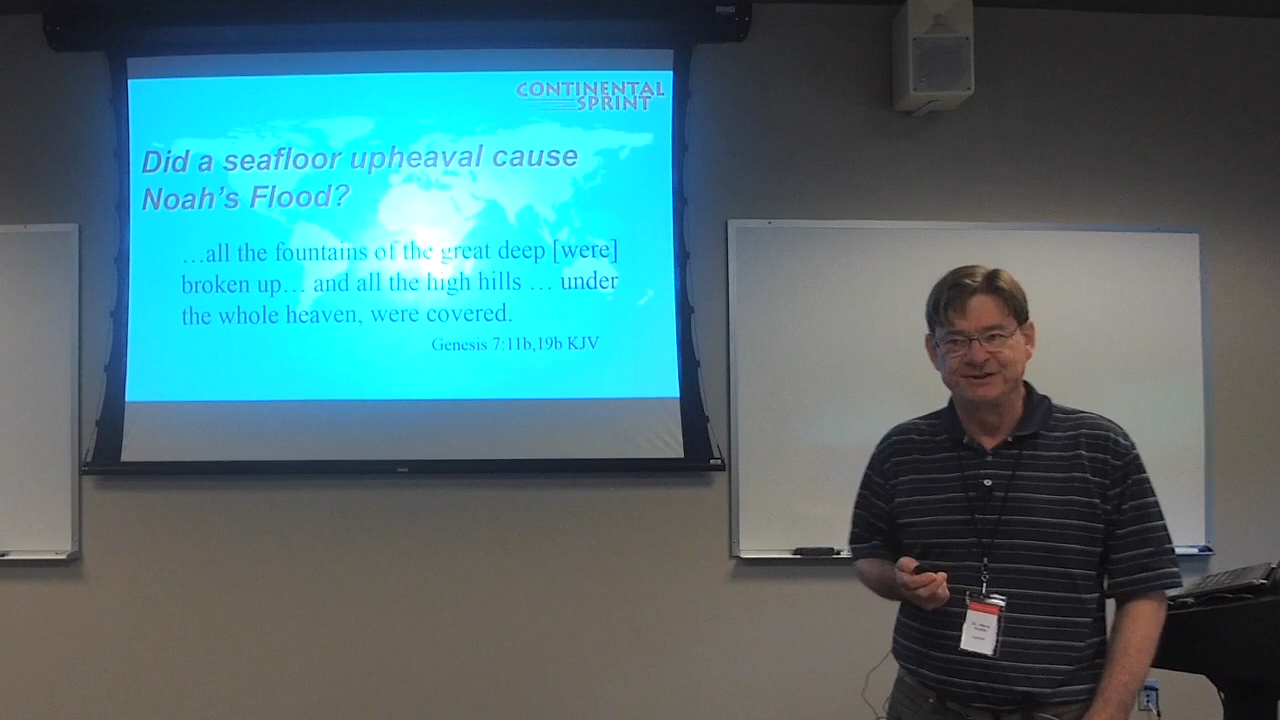 CONTINENTAL
SPRINT
Did a seafloor upheaval cause
Noah's Flood?
…all the fountains of the great deep [were]
broken up… and all the high hills … under
the whole heaven, were covered.
Genesis 7:11b,19b KJV